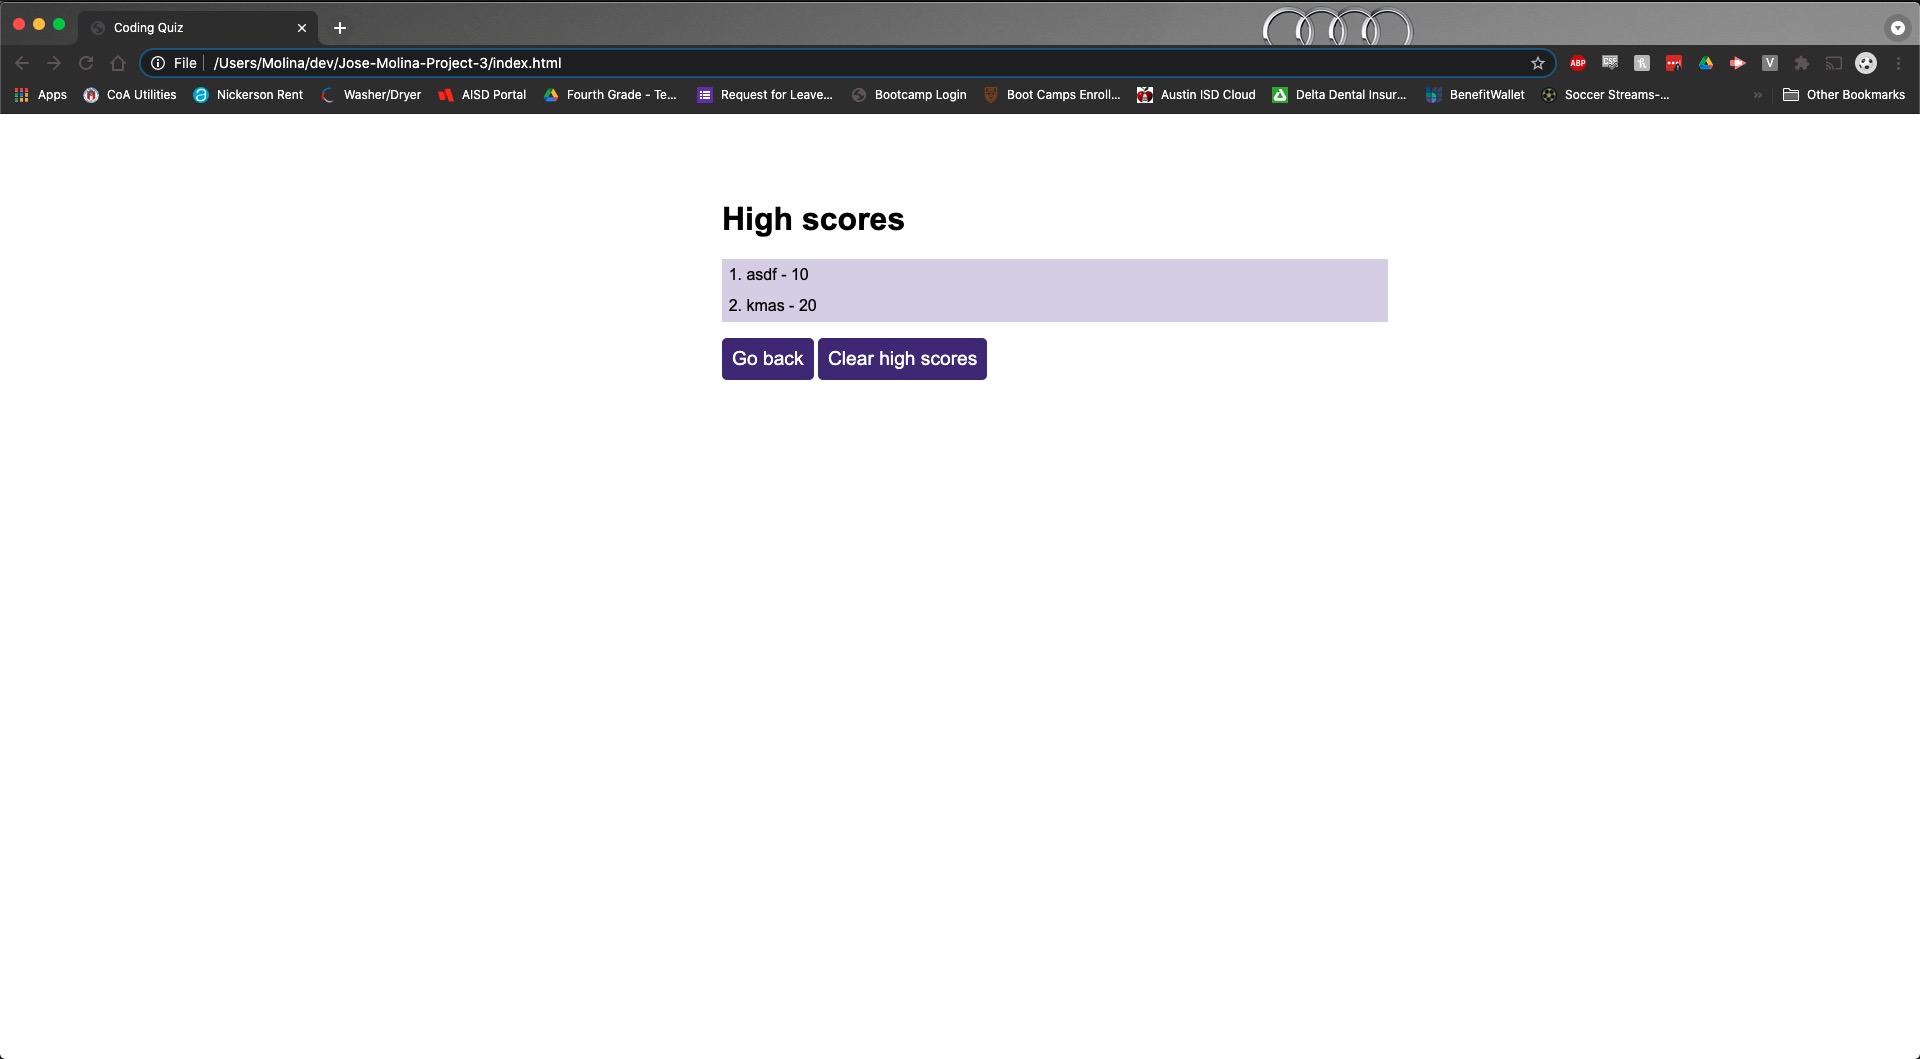 Coding Quiz
File | /Users/Molina/dev/Jose-Molina-Project-3/index.html
ABP CSF V
Apps CoA Utilities Nickerson Rent Washer/Dryer AISD Portal Fourth Grade - Te... Request for Leave... Bootcamp Login Boot Camps Enroll... Austin ISD Cloud Delta Dental Insur... BenefitWallet Soccer Streams-... » Other Bookmarks
High scores
1. asdf - 10
2. kmas - 20
Go back Clear high scores